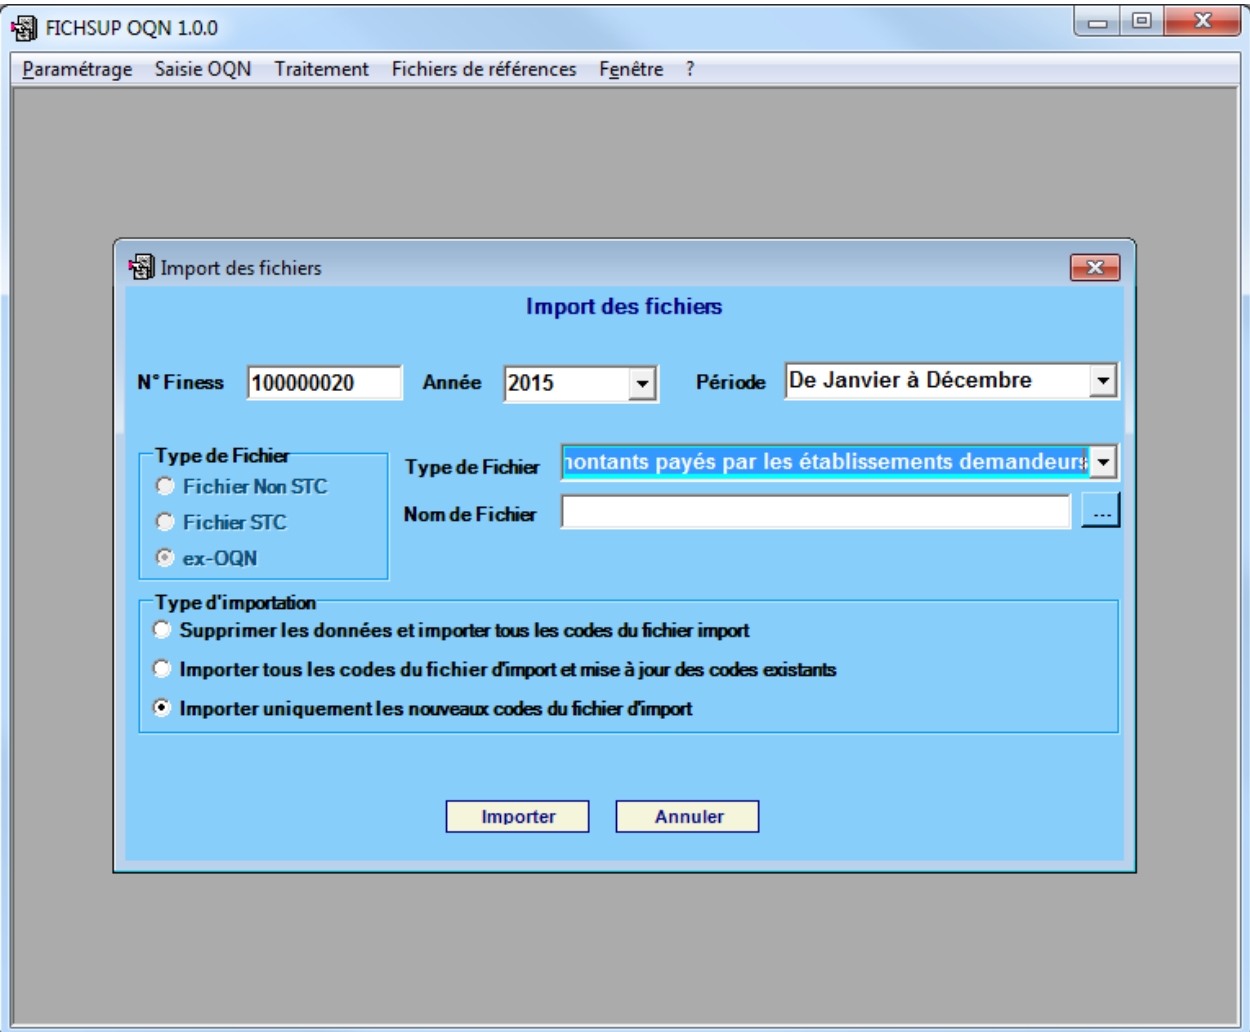 FICHSUP OQN 1.0.0
Paramétrage Saisie OQN Traitement Fichiers de références Fenêtre ?
Import des fichiers
Import des fichiers
N° Finess 100000020 Année 2015 Période De Janvier à Décembre
Type de Fichier
Fichier Non STC
Fichier STC
ex-OQN
Type de Fichier payés par les établissements demandeurs
Nom de Fichier ...
Type d'importation
Supprimer les données et importer tous les codes du fichier import
Importer tous les codes du fichier d'import et mise à jour des codes existants
Importer uniquement les nouveaux codes du fichier d'import
Importer Annuler